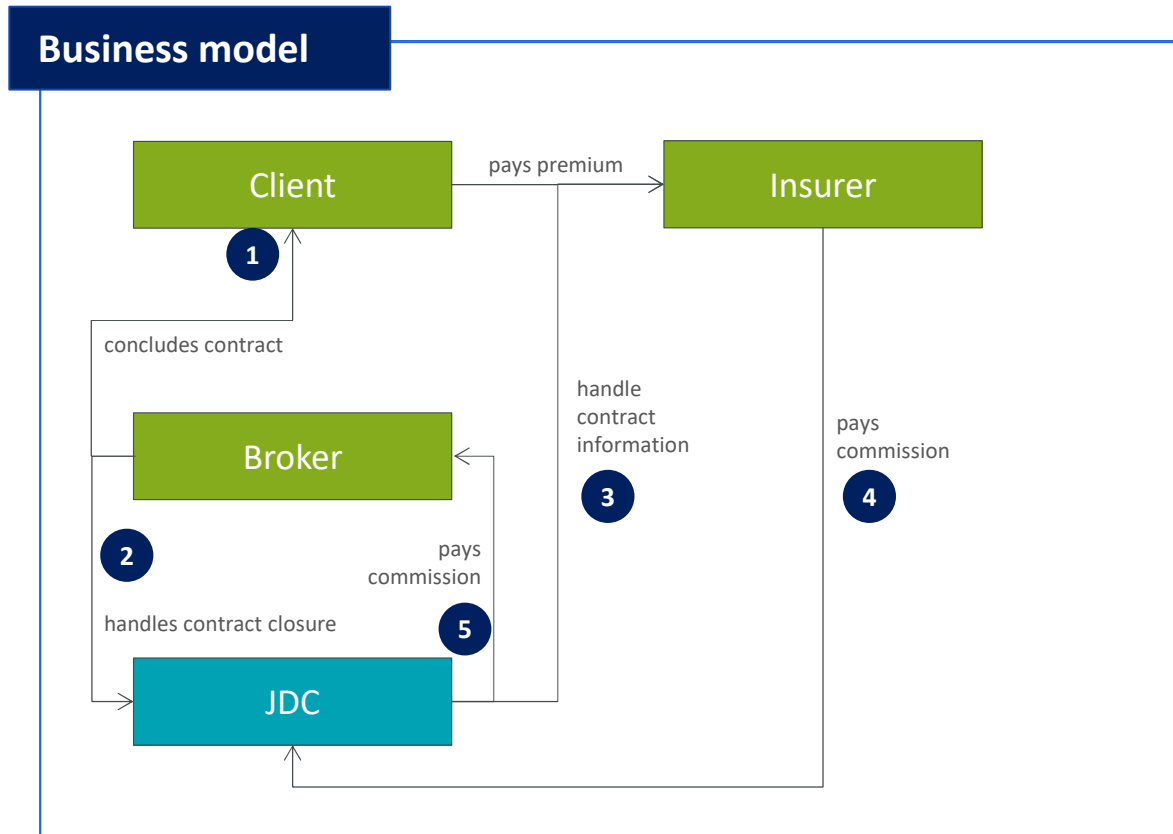 Business model
Client
pays premium
Insurer
1
concludes contract
handle
contract
information
pays
commission
Broker
3
4
2
pays
commission
handles contract closure
5
JDC